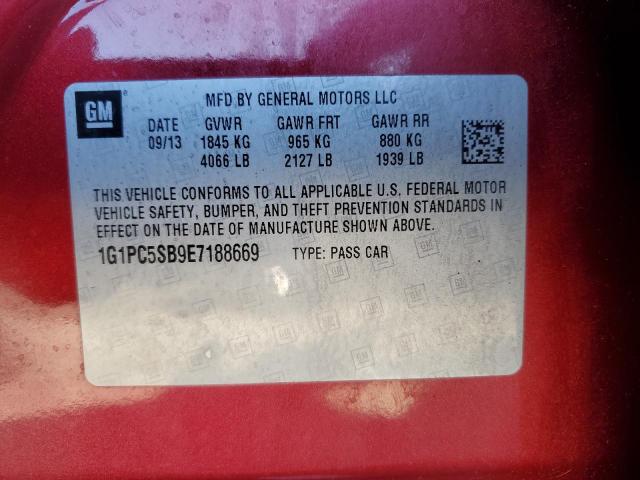 GM
MFD BY GENERAL MOTORS LLC
DATE GVWR GAWR FRT GAWR RR
09/13 1845 KG 965 KG 880 KG
4066 LB 2127 LB 1939 LB
THIS VEHICLE CONFORMS TO ALL APPLICABLE U.S. FEDERAL MOTOR
VEHICLE SAFETY, BUMPER, AND THEFT PREVENTION STANDARDS IN
EFFECT ON THE DATE OF MANUFACTURE SHOWN ABOVE.
1G1PC5SB9E7188669 TYPE: PASS CAR